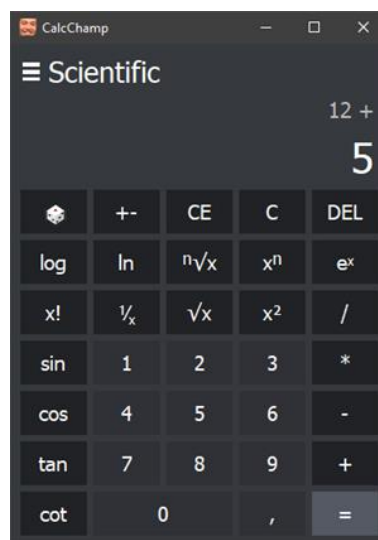 CalcChamp
☰ Scientific
12 +
5
+- CE C DEL
log ln ⁿ√x xⁿ eˣ
x! ¹⁄ₓ √x x² /
sin 1 2 3 *
cos 4 5 6 -
tan 7 8 9 +
cot 0 , =